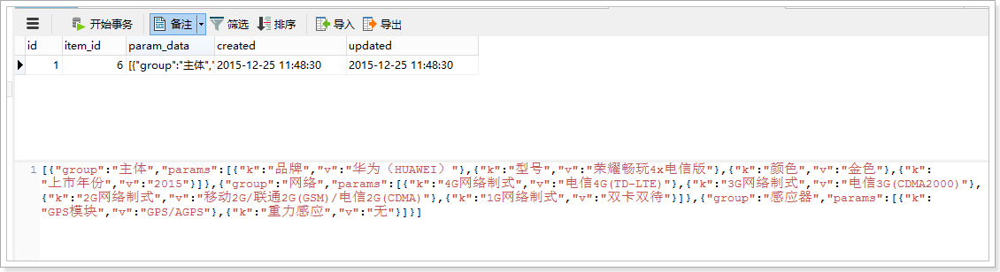 开始事务 备注 筛选 排序 导入 导出
id item_id param_data created updated
1 6 [{"group":"主体",' 2015-12-25 11:48:30 2015-12-25 11:48:30
1 [{"group":"主体","params":[{"k":"品牌","v":"华为（HUAWEI）"},{"k":"型号","v":"荣耀畅玩4x电信版"},{"k":"颜色","v":"金色"},{"k":
"上市年份","v":"2015"}]},{"group":"网络","params":[{"k":"4G网络制式","v":"电信4G(TD-LTE)"},{"k":"3G网络制式","v":"电信3G(CDMA2000)"},
{"k":"2G网络制式","v":"移动2G/联通2G(GSM)/电信2G(CDMA)"},{"k":"1G网络制式","v":"双卡双待"}]},{"group":"感应器","params":[{"k":
"GPS模块","v":"GPS/AGPS"},{"k":"重力感应","v":"无"}]}]